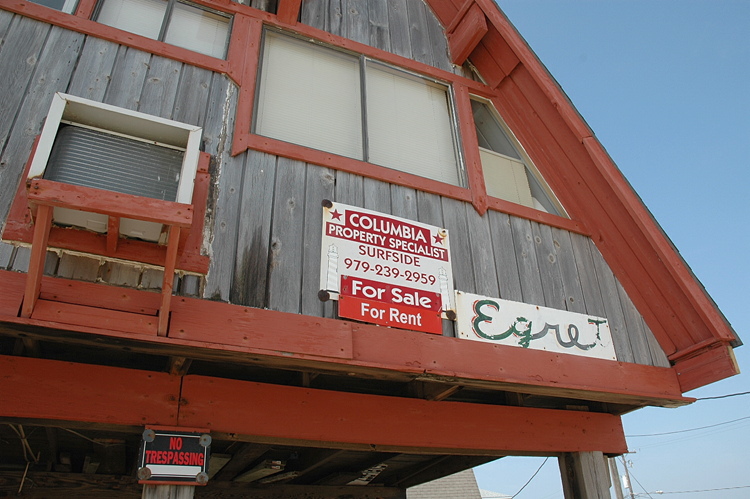 COLUMBIA
PROPERTY SPECIALIST
SURFSIDE
979-239-2959
For Sale
For Rent
EgreT
NO
TRESPASSING